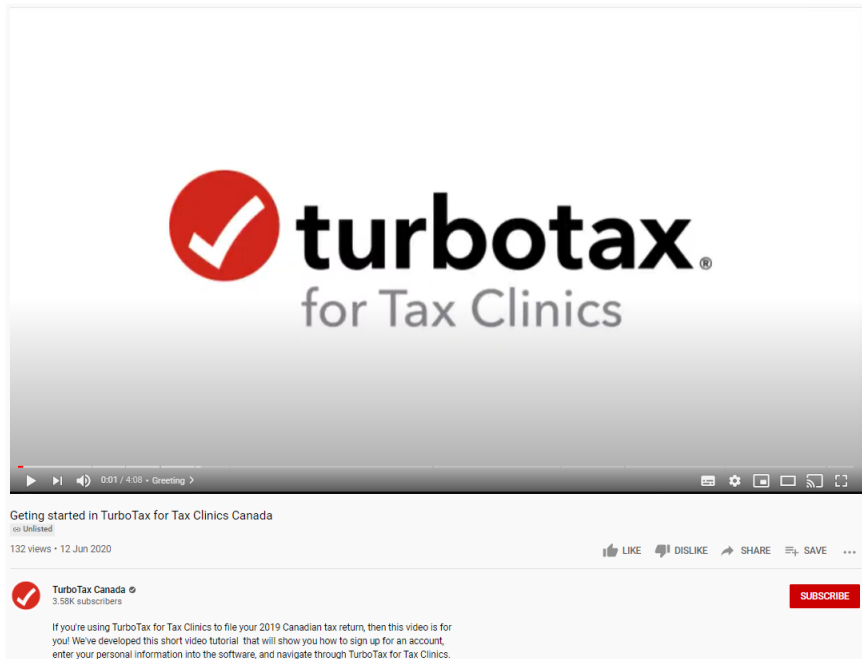 turbotax®
for Tax Clinics
0:01 / 4:08 • Greeting >
Geting started in TurboTax for Tax Clinics Canada
Unlisted
132 views • 12 Jun 2020
LIKE DISLIKE SHARE SAVE ...
TurboTax Canada
3.58K subscribers
SUBSCRIBE
If you're using TurboTax for Tax Clinics to file your 2019 Canadian tax return, then this video is for
you! We've developed this short video tutorial that will show you how to sign up for an account,
enter your personal information into the software, and navigate through TurboTax for Tax Clinics.